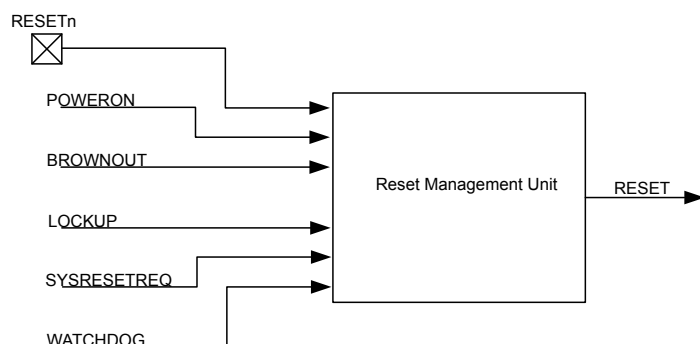 RESETn
POWERON
BROWNOUT
Reset Management Unit
RESET
LOCKUP
SYSRESETREQ
WATCHDOG